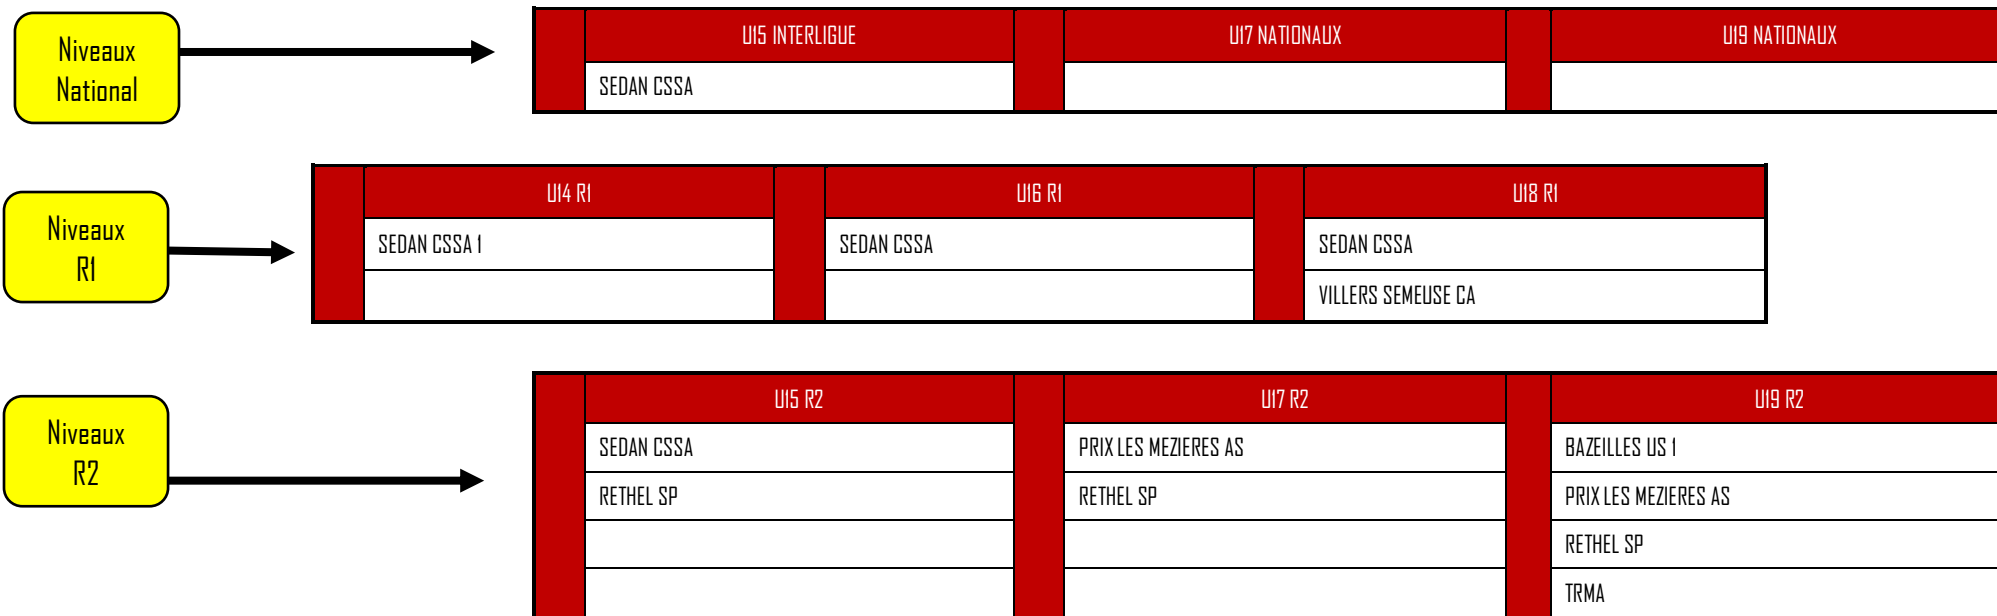 Niveaux
National
U15 INTERLIGUE
U17 NATIONAUX
U19 NATIONAUX
SEDAN CSSA
Niveaux
R1
U14 R1
U16 R1
U18 R1
SEDAN CSSA 1
SEDAN CSSA
SEDAN CSSA
VILLERS SEMEUSE CA
Niveaux
R2
U15 R2
U17 R2
U19 R2
SEDAN CSSA
PRIX LES MEZIERES AS
BAZEILLES US 1
RETHEL SP
RETHEL SP
PRIX LES MEZIERES AS
RETHEL SP
TRMA